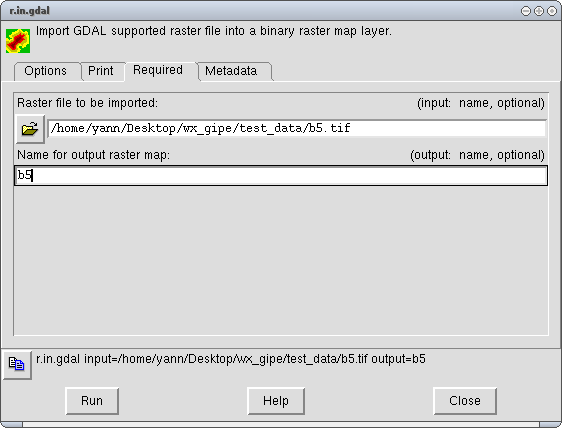 r.in.gdal
Import GDAL supported raster file into a binary raster map layer.
Options Print Required Metadata
Raster file to be imported: (input: name, optional)
/home/yann/Desktop/wx_gipe/test_data/b5.tif
Name for output raster map: (output: name, optional)
b5
r.in.gdal input=/home/yann/Desktop/wx_gipe/test_data/b5.tif output=b5
Run Help Close